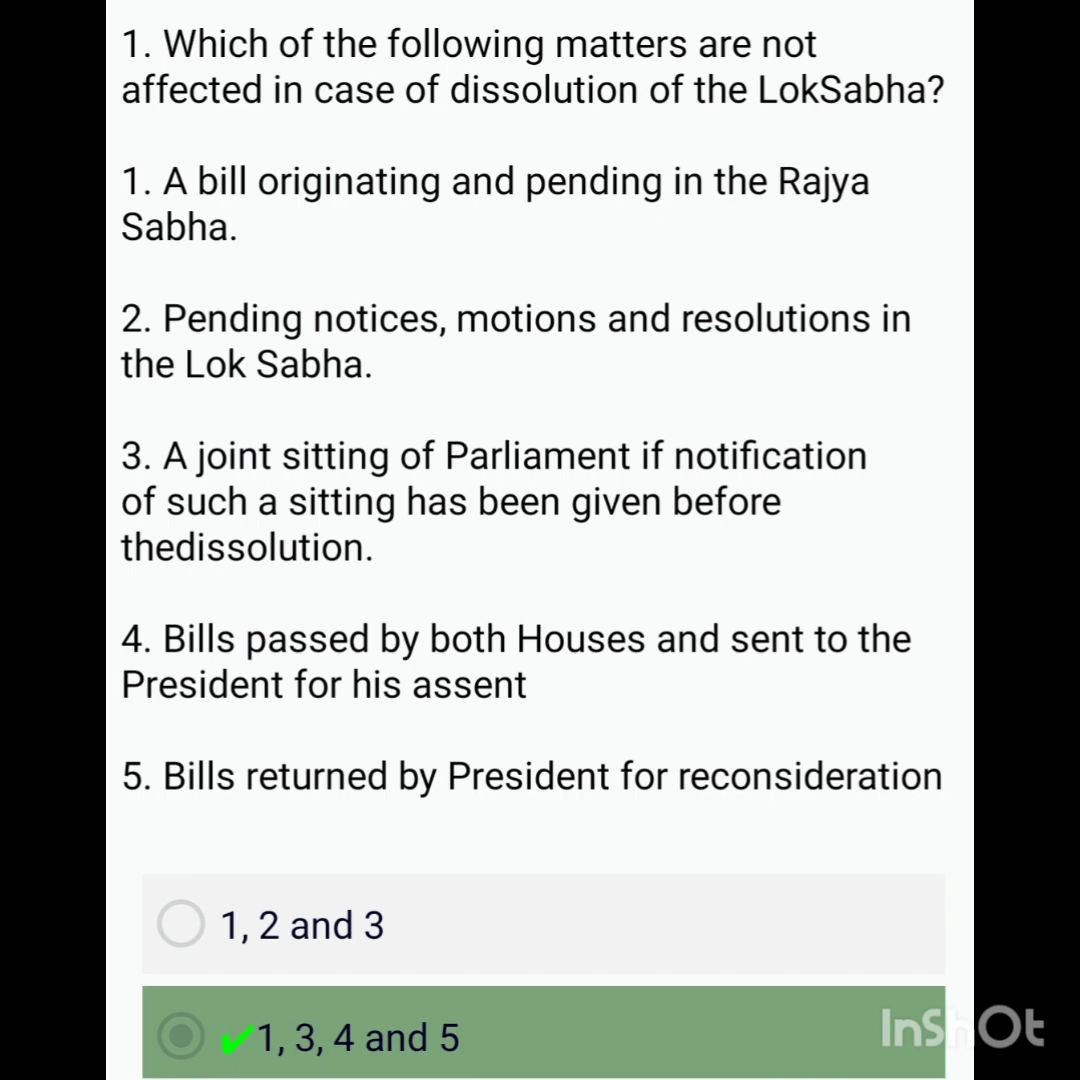 1. Which of the following matters are not
affected in case of dissolution of the LokSabha?
1. A bill originating and pending in the Rajya
Sabha.
2. Pending notices, motions and resolutions in
the Lok Sabha.
3. A joint sitting of Parliament if notification
of such a sitting has been given before
thedissolution.
4. Bills passed by both Houses and sent to the
President for his assent
5. Bills returned by President for reconsideration
1, 2 and 3
✔1, 3, 4 and 5
InShOt